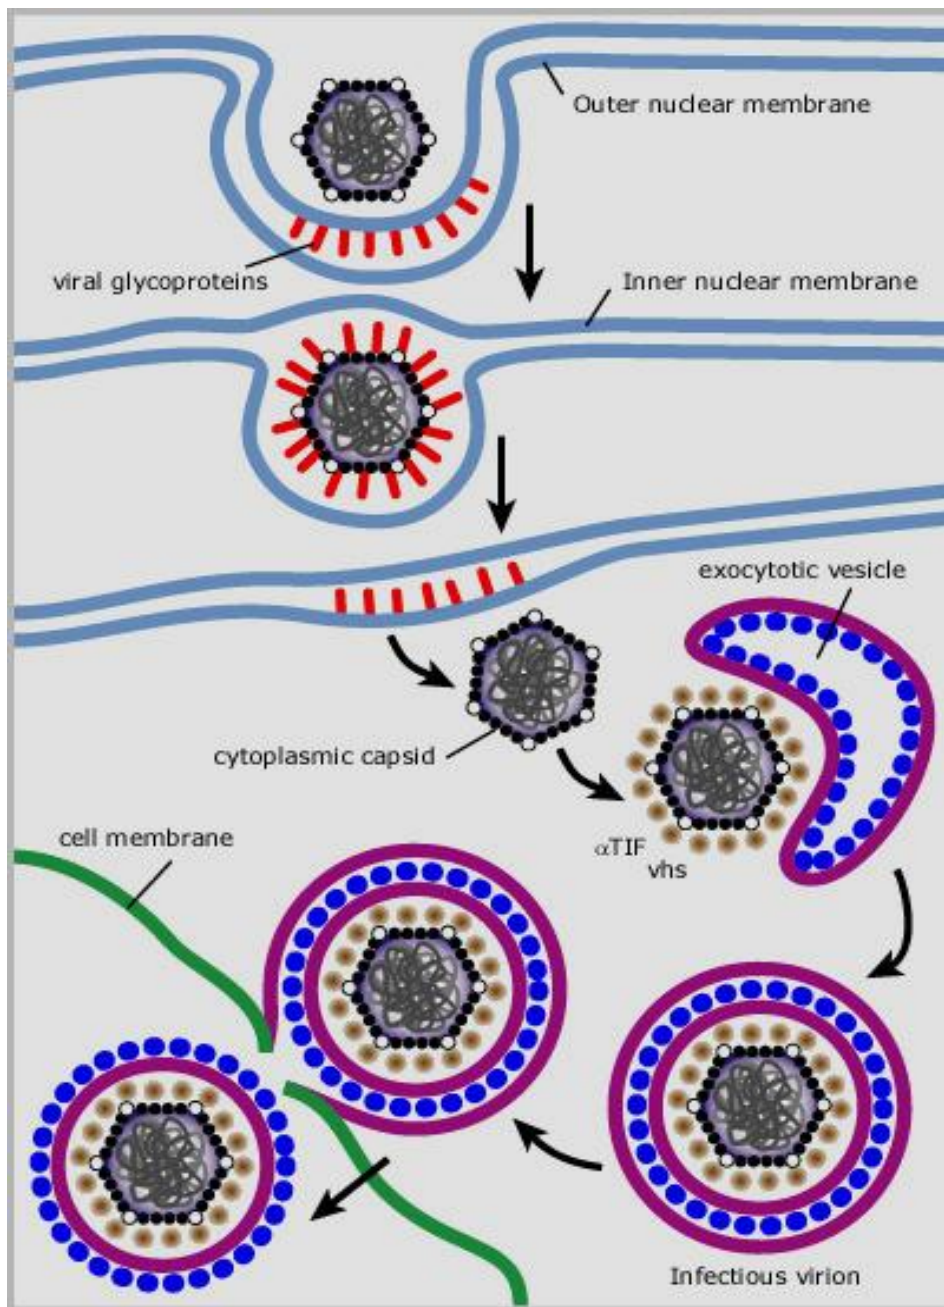 Outer nuclear membrane
viral glycoproteins
Inner nuclear membrane
exocytotic vesicle
cytoplasmic capsid
αTIF
vhs
cell membrane
Infectious virion